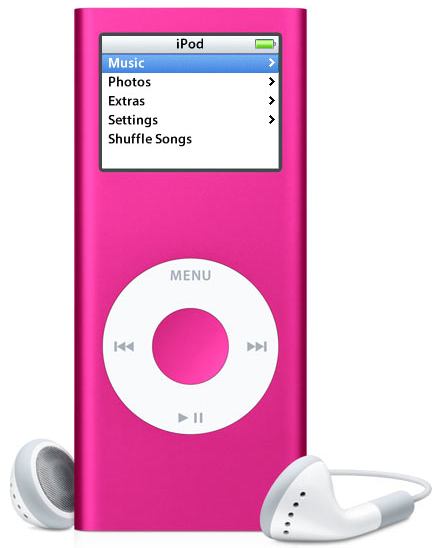 iPod
Music
Photos
Extras
Settings
Shuffle Songs
MENU